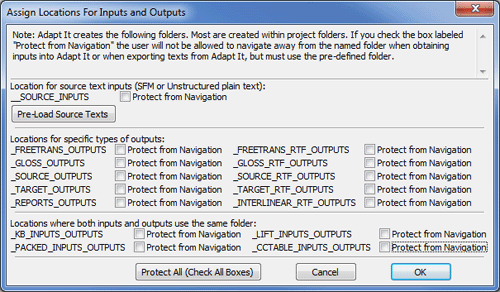 Assign Locations For Inputs and Outputs
Note: Adapt It creates the following folders. Most are created within project folders. If you check the box labeled
"Protect from Navigation" the user will not be allowed to navigate away from the named folder when obtaining
inputs into Adapt It or when exporting texts from Adapt It, but must use the pre-defined folder.
Location for source text inputs (SFM or Unstructured plain text):
__SOURCE_INPUTS Protect from Navigation
Pre-Load Source Texts
Locations for specific types of outputs:
_FREETRANS_OUTPUTS Protect from Navigation _FREETRANS_RTF_OUTPUTS Protect from Navigation
_GLOSS_OUTPUTS Protect from Navigation _GLOSS_RTF_OUTPUTS Protect from Navigation
_SOURCE_OUTPUTS Protect from Navigation _SOURCE_RTF_OUTPUTS Protect from Navigation
_TARGET_OUTPUTS Protect from Navigation _TARGET_RTF_OUTPUTS Protect from Navigation
_REPORTS_OUTPUTS Protect from Navigation _INTERLINEAR_RTF_OUTPUTS Protect from Navigation
Locations where both inputs and outputs use the same folder:
_KB_INPUTS_OUTPUTS Protect from Navigation _LIFT_INPUTS_OUTPUTS Protect from Navigation
_PACKED_INPUTS_OUTPUTS Protect from Navigation _CCTABLE_INPUTS_OUTPUTS Protect from Navigation
Protect All (Check All Boxes) Cancel OK